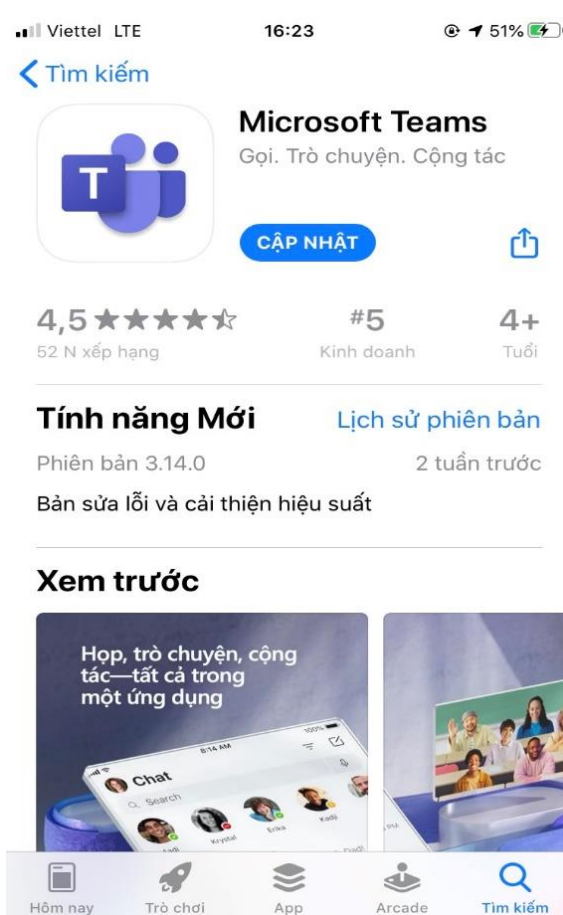 Viettel LTE 16:23 51%
Tìm kiếm
Microsoft Teams
Gọi. Trò chuyện. Cộng tác
T
CẬP NHẬT
4,5 #5 4+
52 N xếp hạng Kinh doanh Tuổi
Tính năng Mới Lịch sử phiên bản
Phiên bản 3.14.0 2 tuần trước
Bản sửa lỗi và cải thiện hiệu suất
Xem trước
Họp, trò chuyện, cộng
tác—tất cả trong
một ứng dụng
8:14 AM 100%
Chat
Search
Krystal Erika Kadji
Hôm nay Trò chơi App Arcade Tìm kiếm